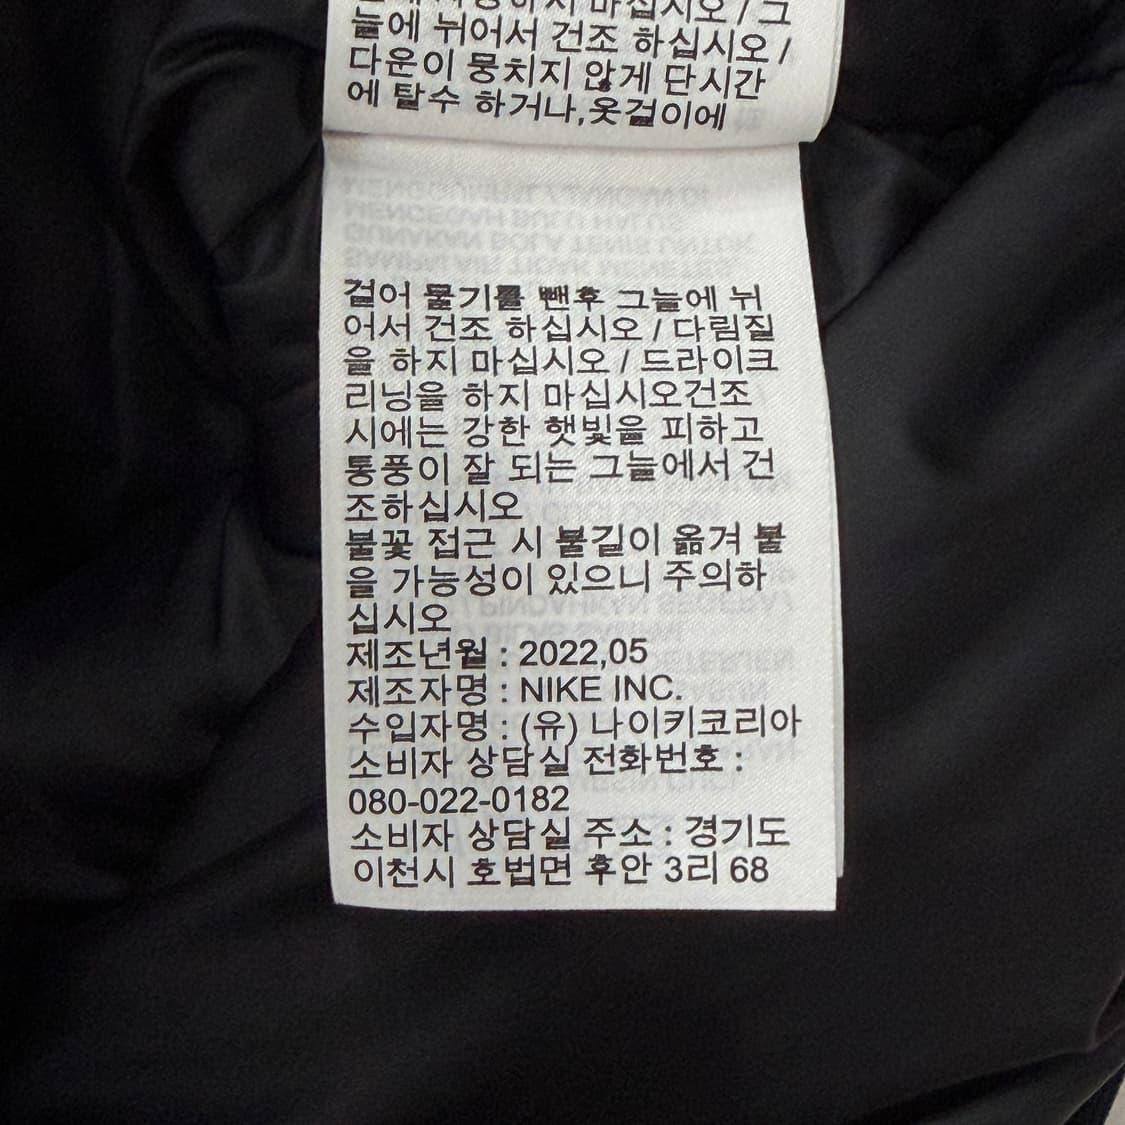 하지 마십시오 / 그
늘에 뉘어서 건조 하십시오 /
다운이 뭉치지 않게 단시간
에 탈수 하거나,옷걸이에
걸어 물기를 뺀후 그늘에 뉘
어서 건조 하십시오 / 다림질
을 하지 마십시오 / 드라이크
리닝을 하지 마십시오건조
시에는 강한 햇빛을 피하고
통풍이 잘 되는 그늘에서 건
조하십시오
불꽃 접근 시 불길이 옮겨 붙
을 가능성이 있으니 주의하
십시오
제조년월 : 2022,05
제조자명 : NIKE INC.
수입자명 : (유) 나이키코리아
소비자 상담실 전화번호 :
080-022-0182
소비자 상담실 주소 : 경기도
이천시 호법면 후안 3리 68